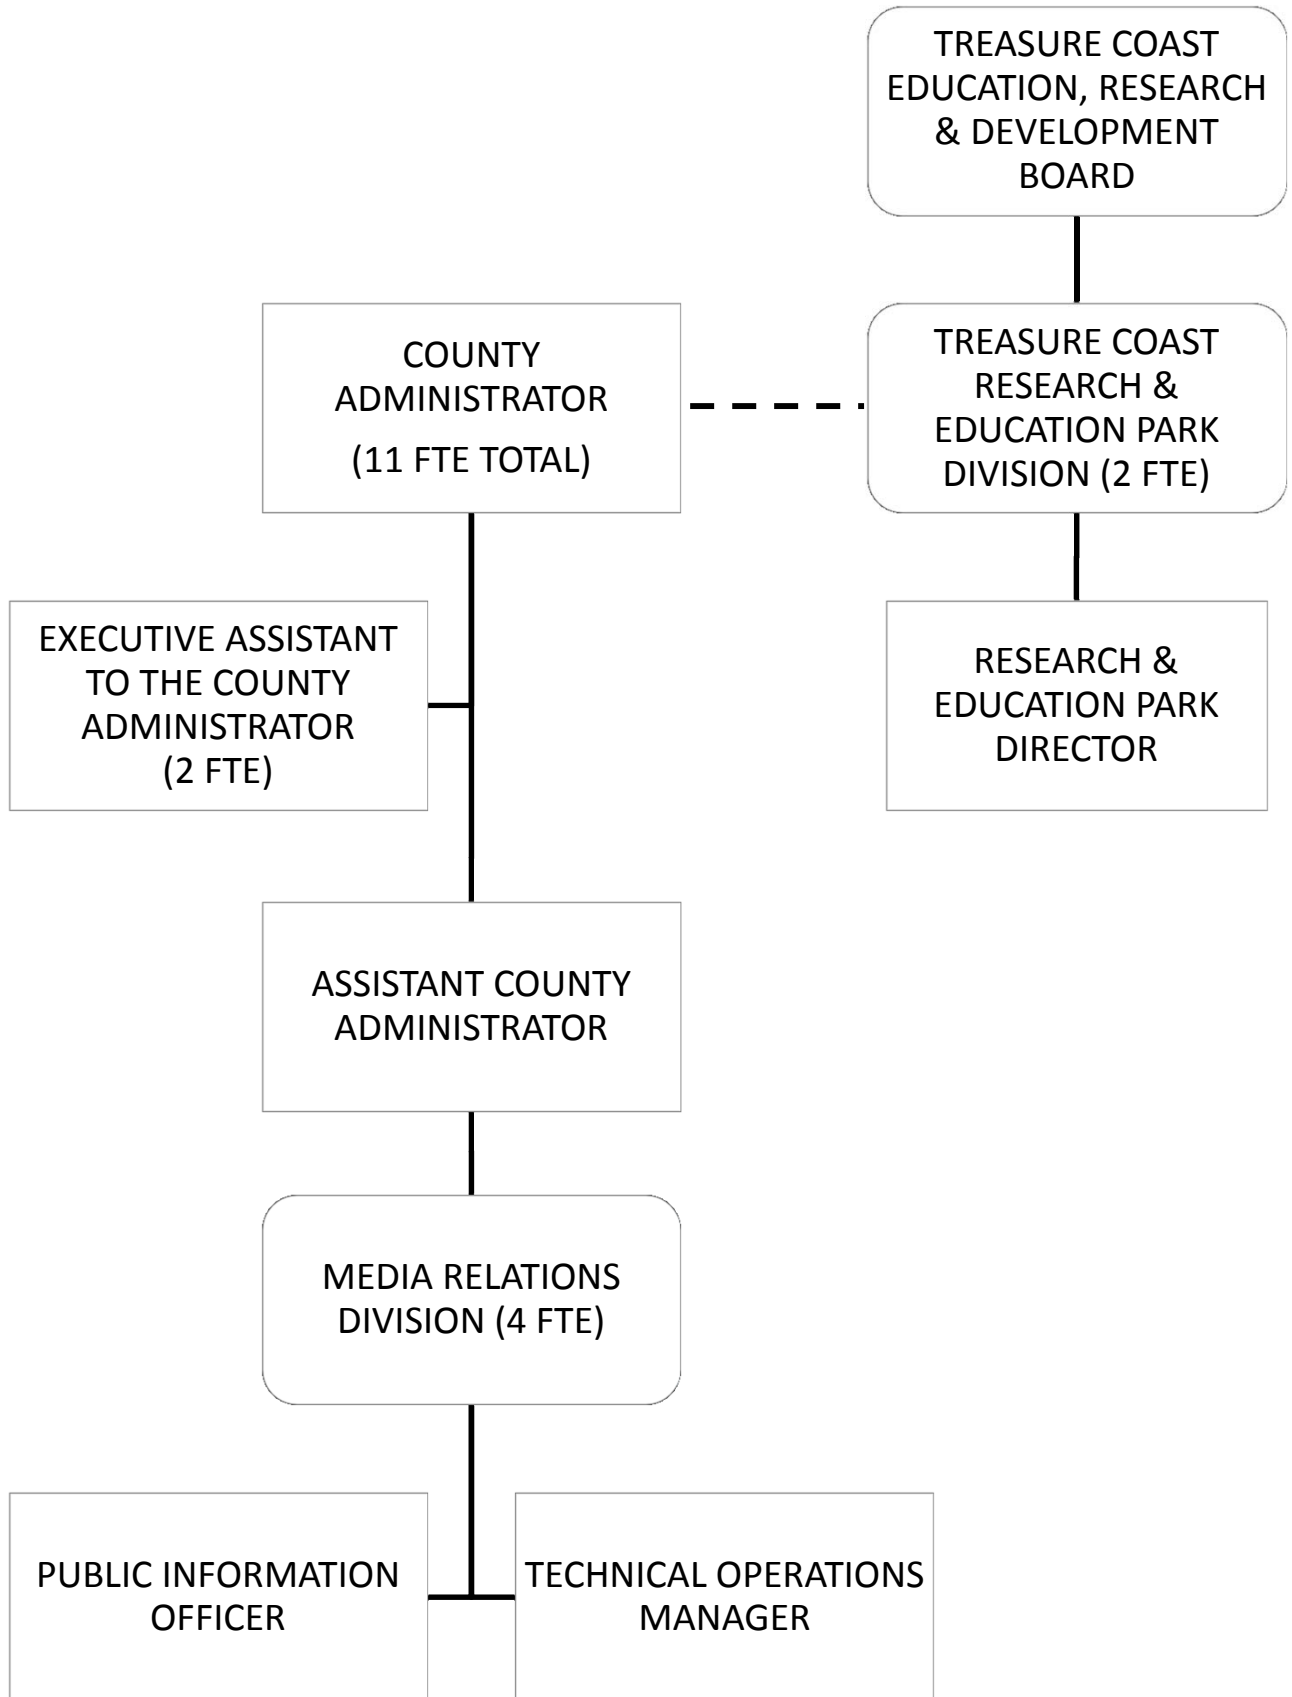 TREASURE COAST
EDUCATION, RESEARCH
& DEVELOPMENT
BOARD
COUNTY
ADMINISTRATOR
(11 FTE TOTAL)
TREASURE COAST
RESEARCH &
EDUCATION PARK
DIVISION (2 FTE)
EXECUTIVE ASSISTANT
TO THE COUNTY
ADMINISTRATOR
(2 FTE)
RESEARCH &
EDUCATION PARK
DIRECTOR
ASSISTANT COUNTY
ADMINISTRATOR
MEDIA RELATIONS
DIVISION (4 FTE)
PUBLIC INFORMATION
OFFICER
TECHNICAL OPERATIONS
MANAGER